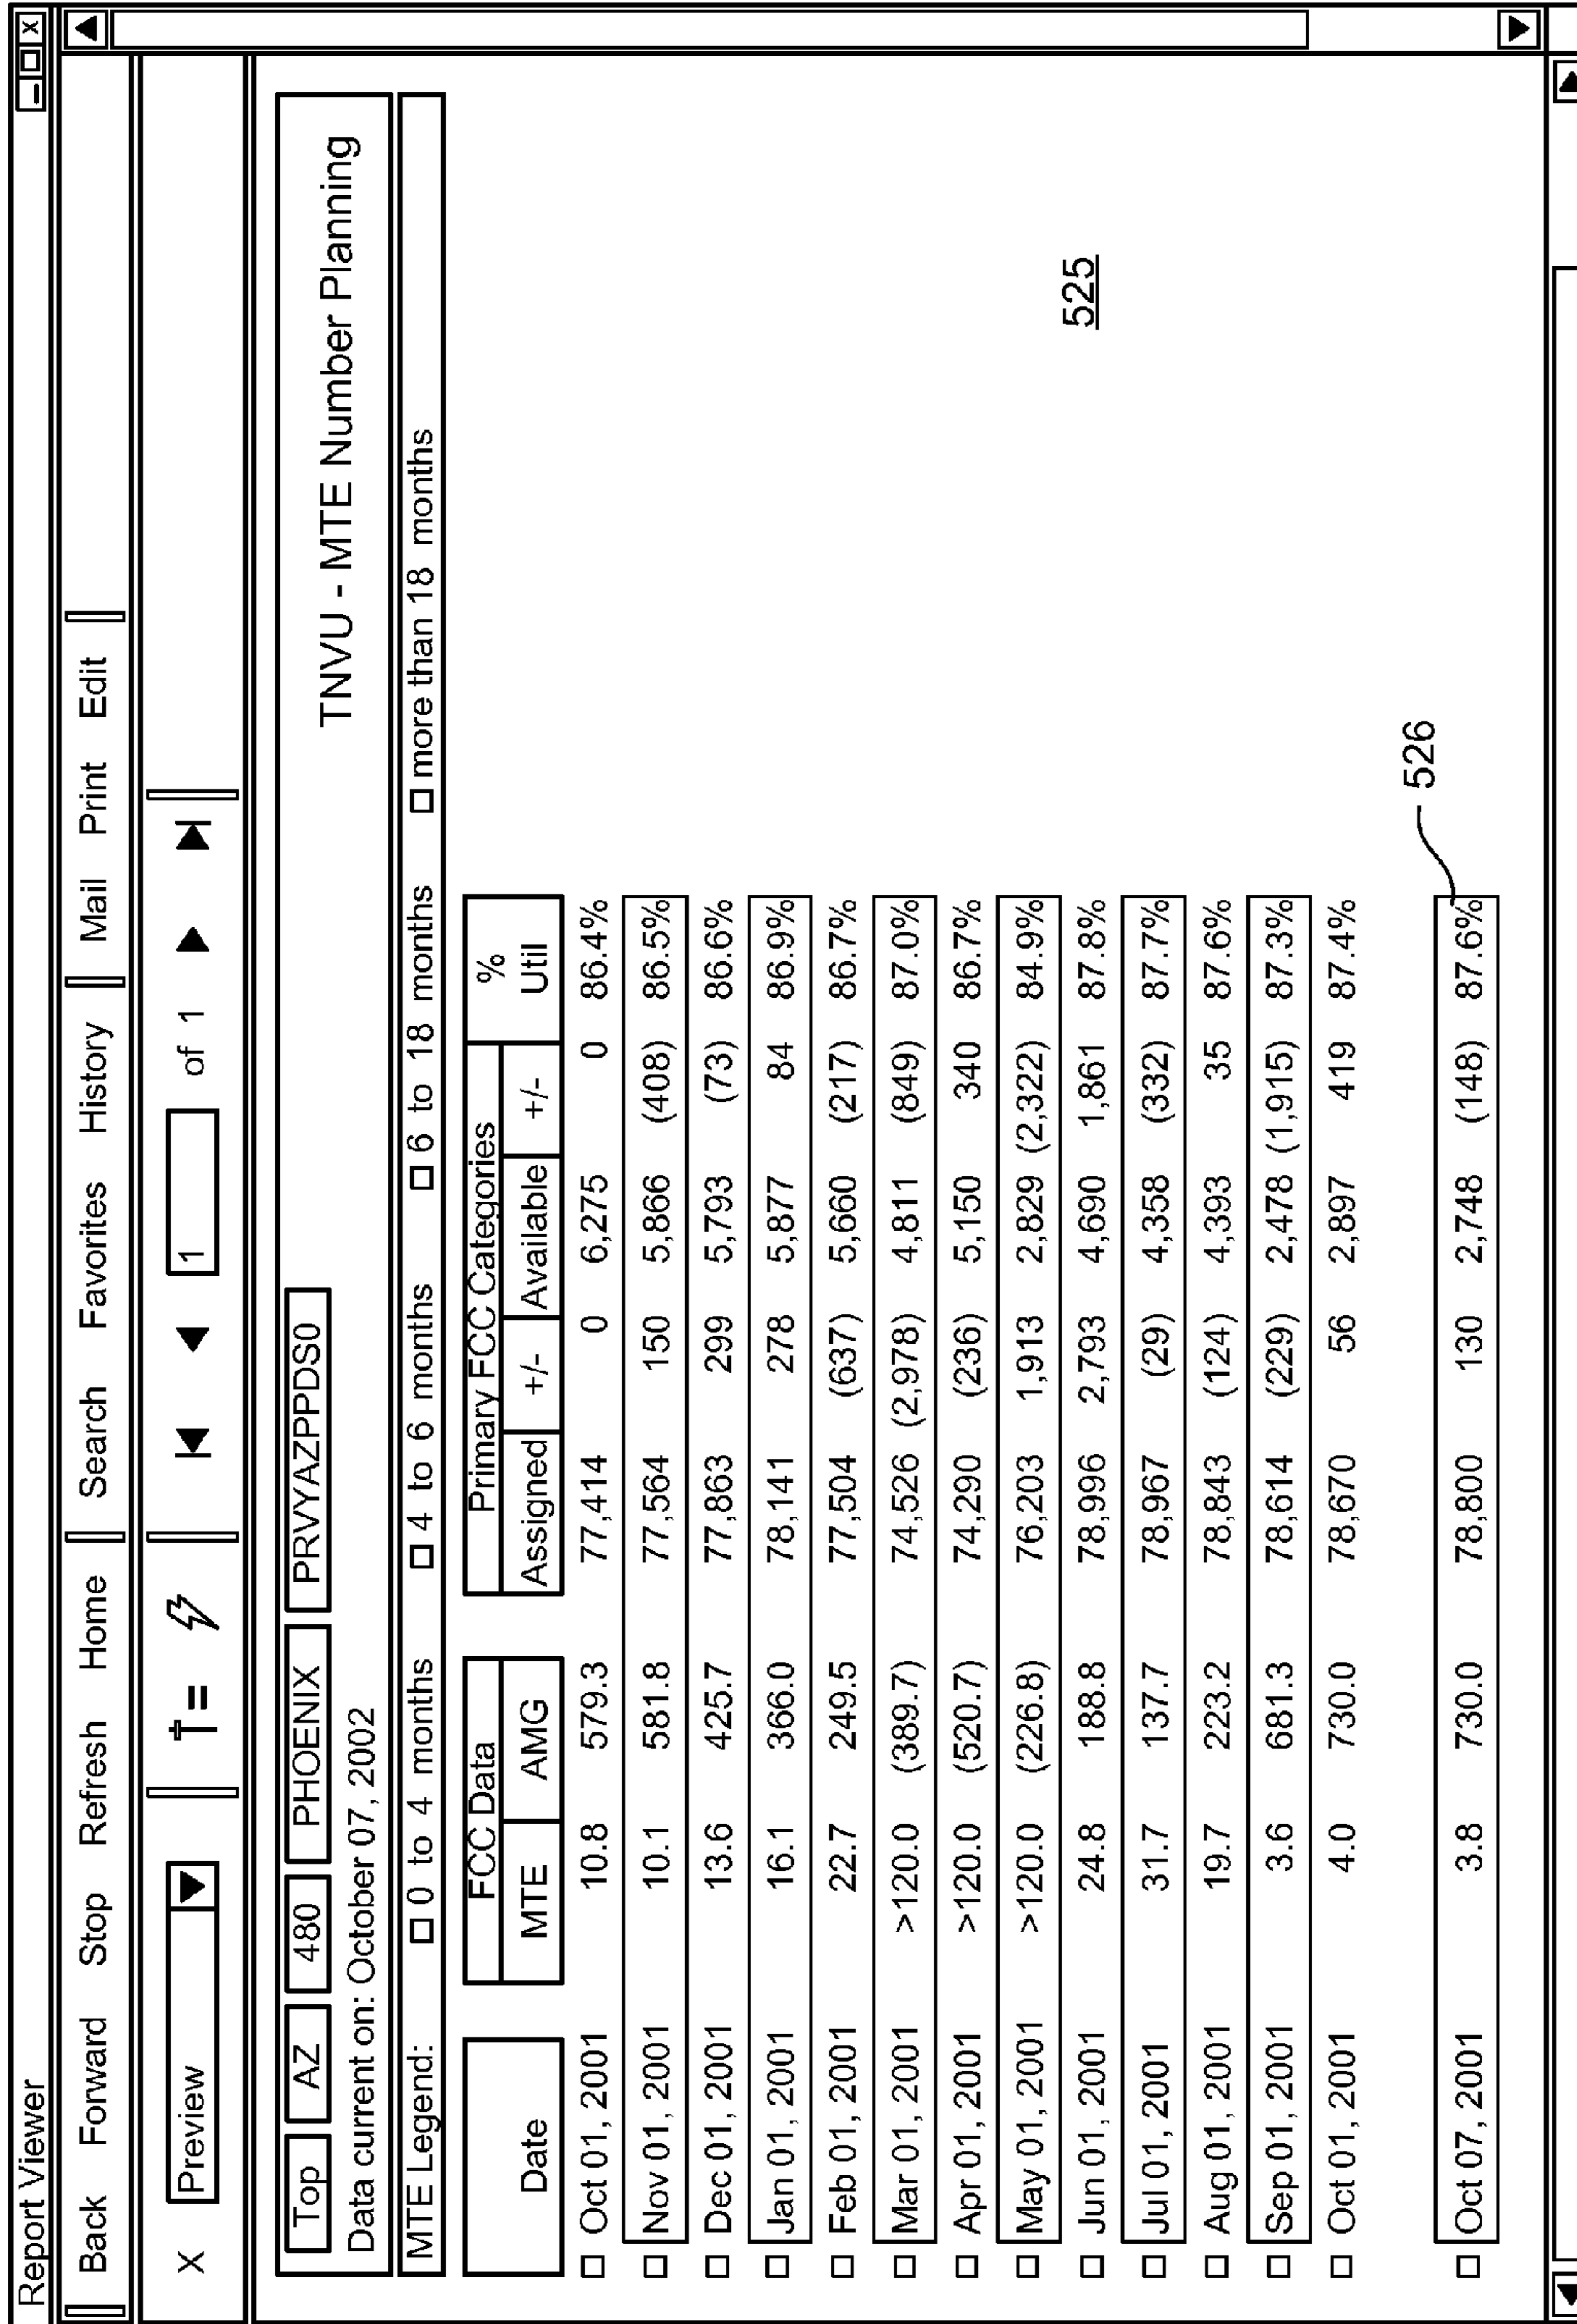 Report Viewer
Back Forward Stop Refresh Home Search Favorites History Mail Print Edit
X Preview 1 of 1
Top AZ 480 PHOENIX PRVYAZPPDS0
TNVU - MTE Number Planning
Data current on: October 07, 2002
MTE Legend: 0 to 4 months 4 to 6 months 6 to 18 months more than 18 months
FCC Data Primary FCC Categories %
Date MTE AMG Assigned +/- Available +/- Util
Oct 01, 2001 10.8 579.3 77,414 0 6,275 0 86.4%
Nov 01, 2001 10.1 581.8 77,564 150 5,866 (408) 86.5%
Dec 01, 2001 13.6 425.7 77,863 299 5,793 (73) 86.6%
Jan 01, 2001 16.1 366.0 78,141 278 5,877 84 86.9%
Feb 01, 2001 22.7 249.5 77,504 (637) 5,660 (217) 86.7%
Mar 01, 2001 >120.0 (389.7) 74,526 (2,978) 4,811 (849) 87.0%
Apr 01, 2001 >120.0 (520.7) 74,290 (236) 5,150 340 86.7%
May 01, 2001 >120.0 (226.8) 76,203 1,913 2,829 (2,322) 84.9%
Jun 01, 2001 24.8 188.8 78,996 2,793 4,690 1,861 87.8%
Jul 01, 2001 31.7 137.7 78,967 (29) 4,358 (332) 87.7%
Aug 01, 2001 19.7 223.2 78,843 (124) 4,393 35 87.6%
Sep 01, 2001 3.6 681.3 78,614 (229) 2,478 (1,915) 87.3%
Oct 01, 2001 4.0 730.0 78,670 56 2,897 419 87.4%
Oct 07, 2001 3.8 730.0 78,800 130 2,748 (148) 87.6%
526
525